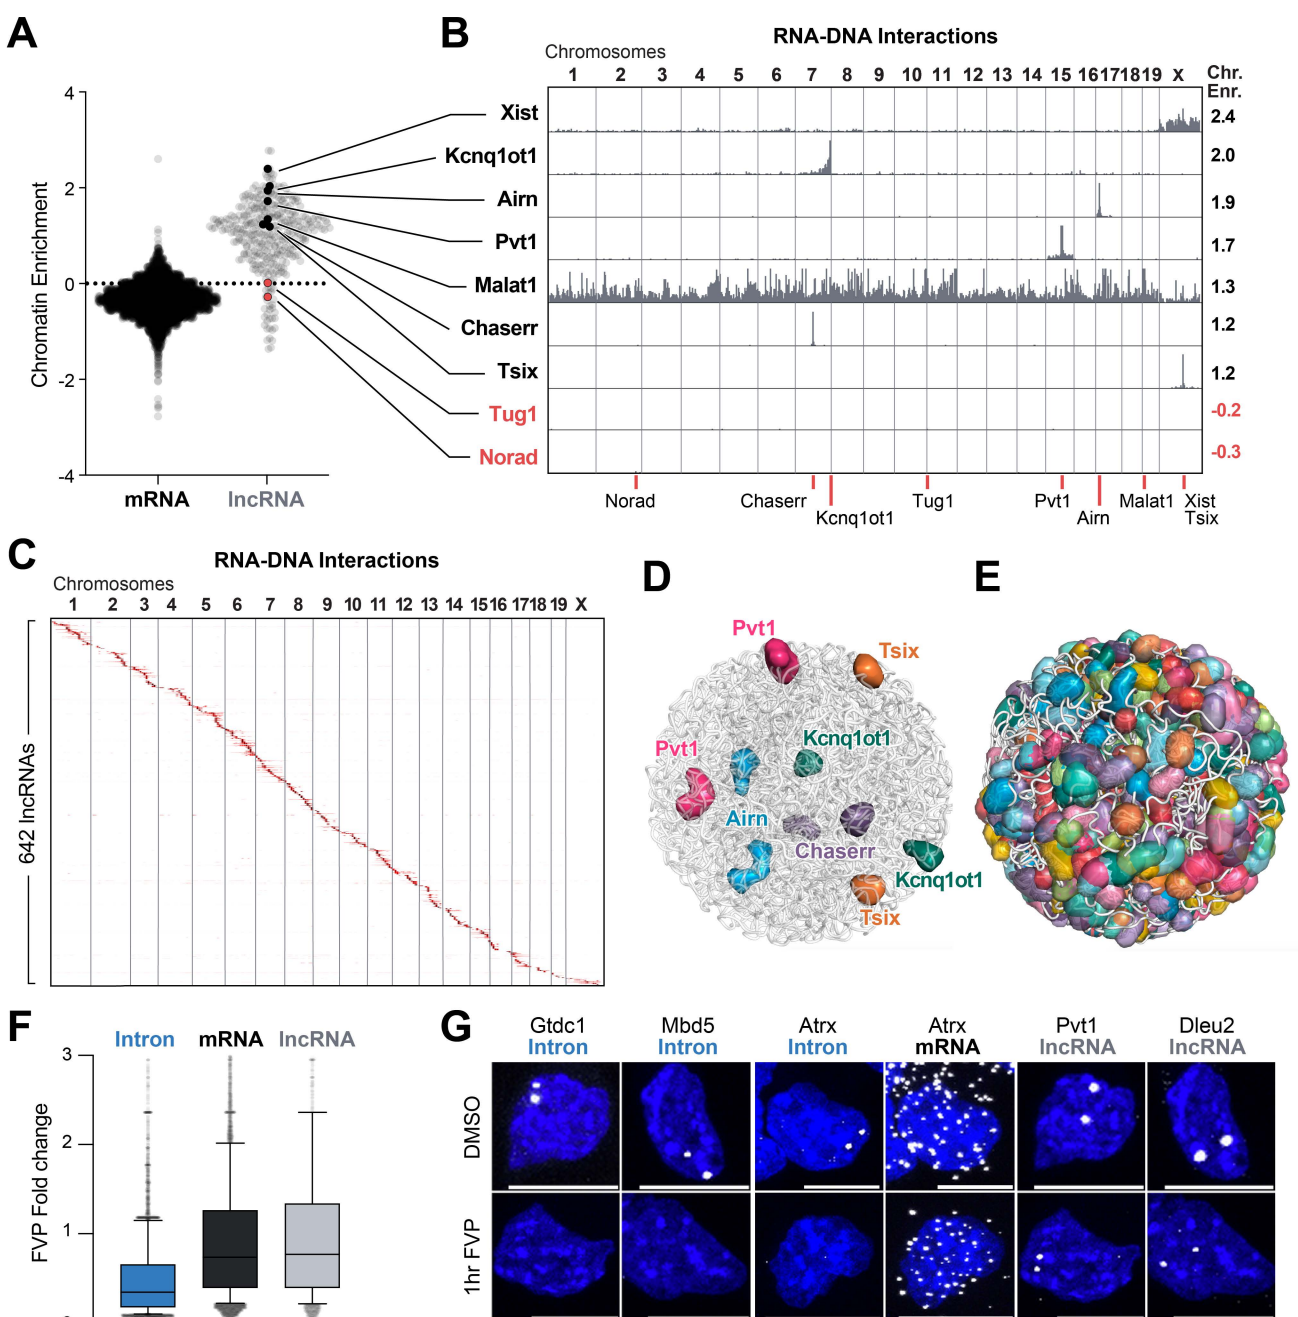 A
4
2
0
-2
-4
Chromatin Enrichment
mRNA
lncRNA
B
RNA-DNA Interactions
Chromosomes
1 2 3 4 5 6 7 8 9 10 11 12 13 14 15 16 17 18 19 X
Chr.
Enr.
Xist 2.4
Kcnq1ot1 2.0
Airn 1.9
Pvt1 1.7
Malat1 1.3
Chaserr 1.2
Tsix 1.2
Tug1 -0.2
Norad -0.3
Norad Chaserr Tug1 Pvt1 Malat1 Xist
Kcnq1ot1 Airn Tsix
C
RNA-DNA Interactions
Chromosomes
1 2 3 4 5 6 7 8 9 10 11 12 13 14 15 16 17 18 19 X
642 lncRNAs
D
Pvt1
Tsix
Kcnq1ot1
Pvt1
Airn
Chaserr
Kcnq1ot1
Tsix
E
F
Intron mRNA lncRNA
3
2
1
FVP Fold change
G
Gtdc1 Mbd5 Atrx Atrx Pvt1 Dleu2
Intron Intron Intron mRNA lncRNA lncRNA
DMSO
1hr FVP